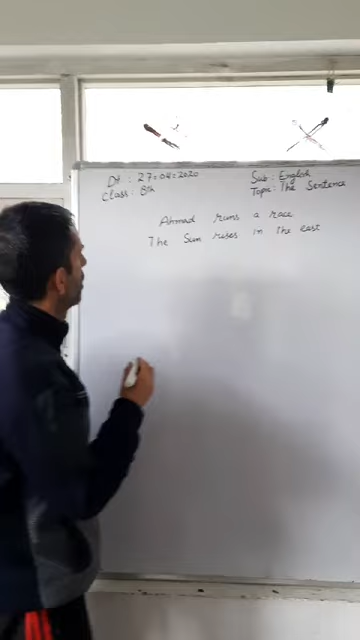 Dt : 27=04=2020
Sub : English
Class : 8th
Topic : The Sentence
Ahmad runs a race
The Sun rises in the east